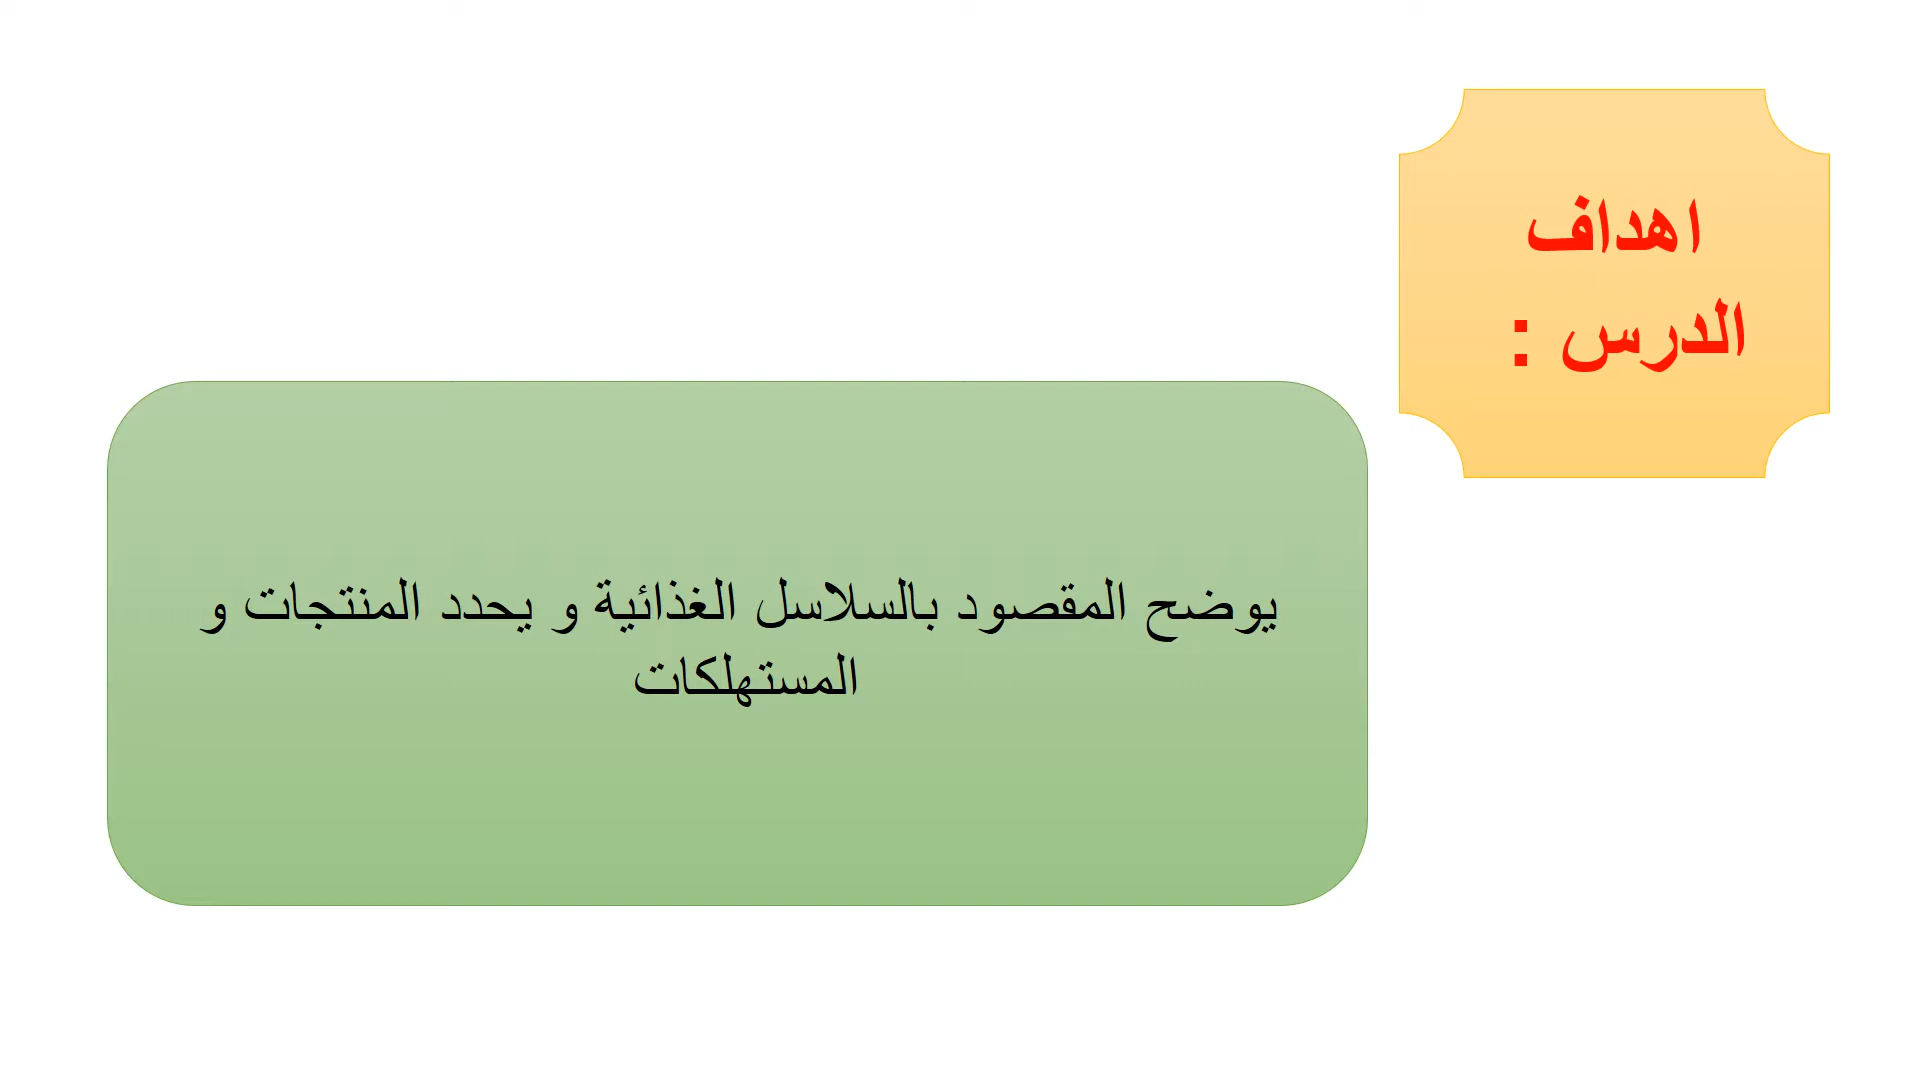 اهداف
الدرس :
يوضح المقصود بالسلاسل الغذائية و يحدد المنتجات و
المستهلكات